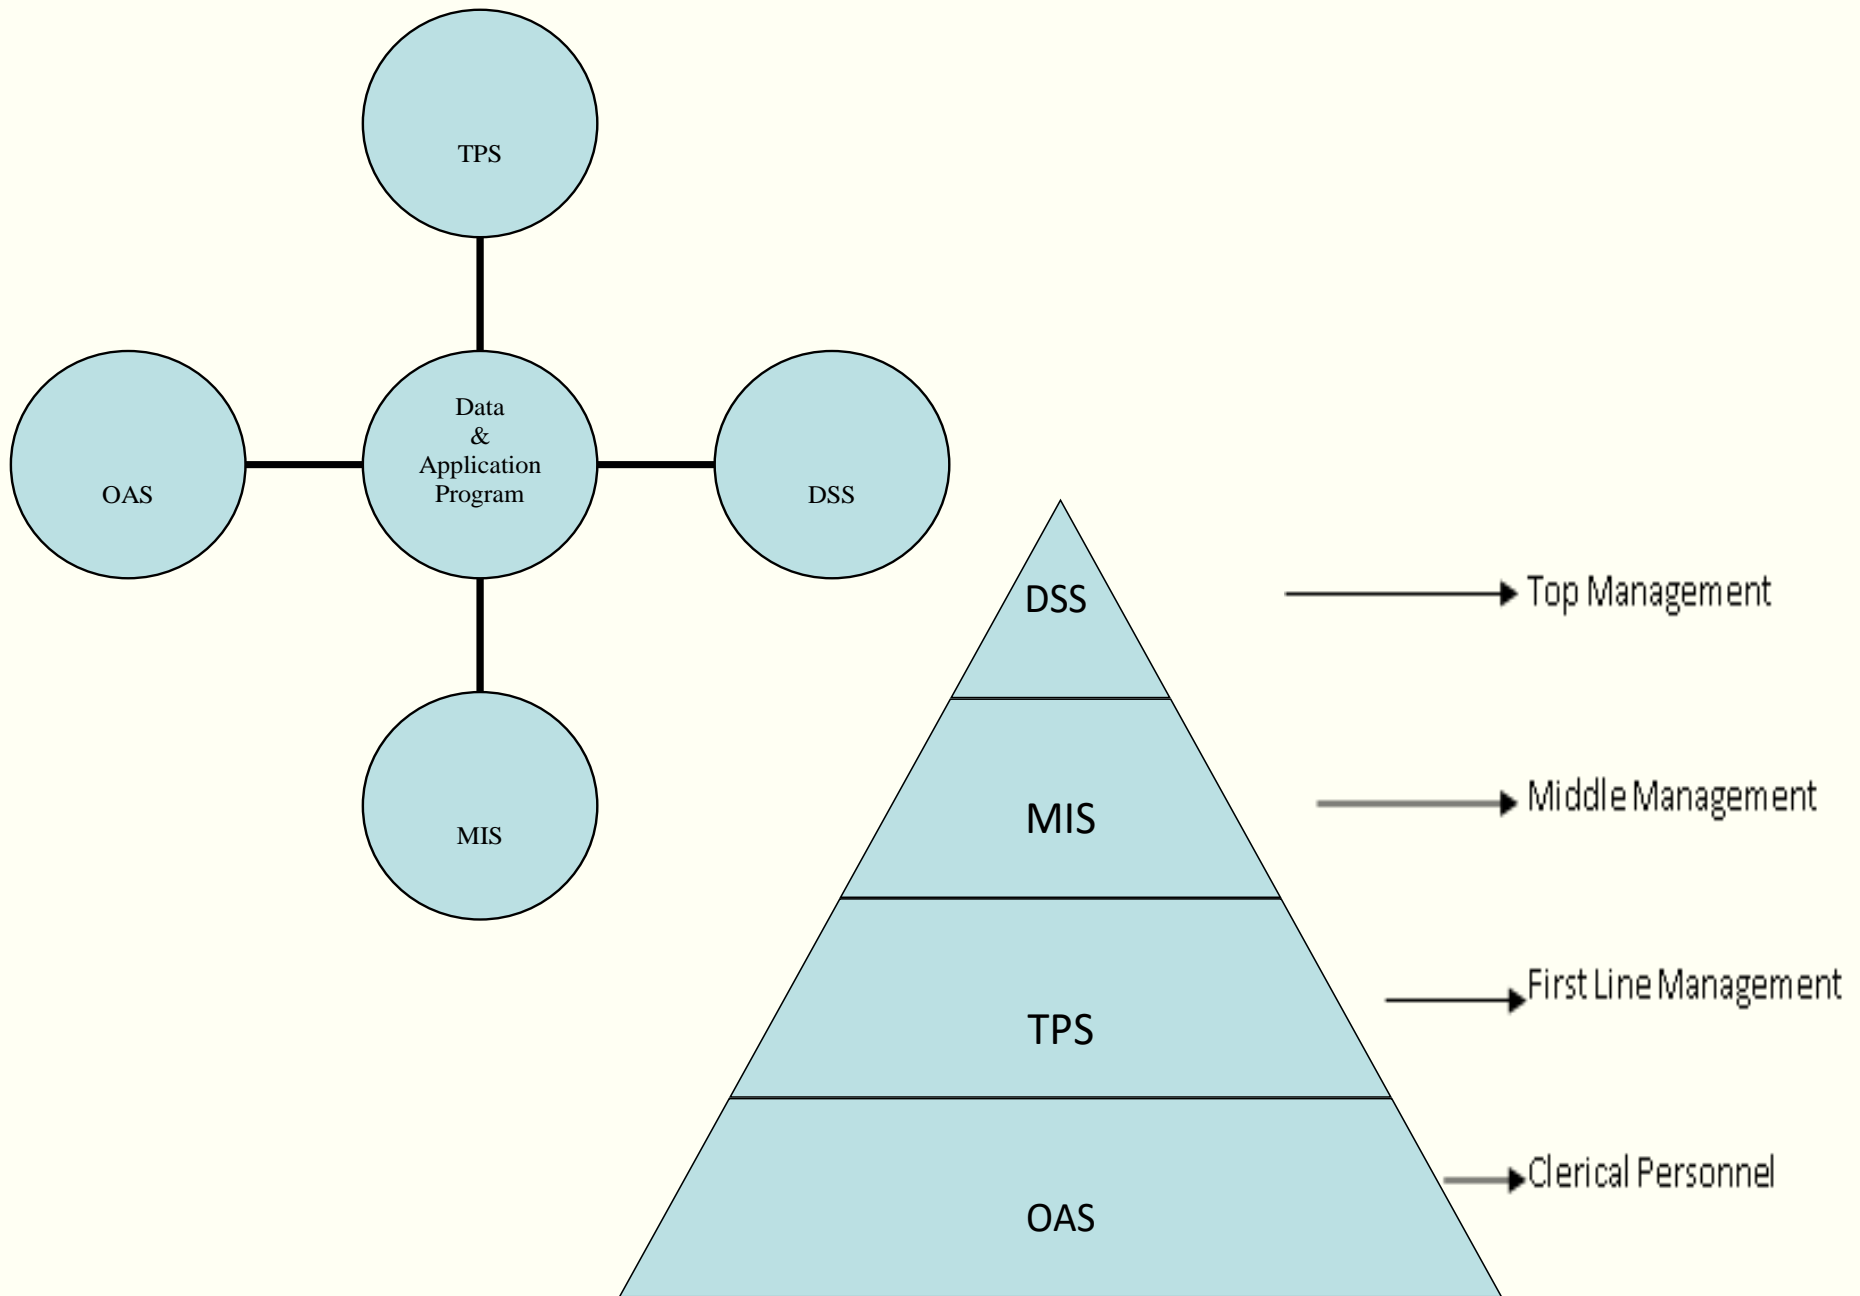 TPS
OAS
Data
&
Application
Program
DSS
MIS
DSS
Top Management
MIS
Middle Management
TPS
First Line Management
OAS
Clerical Personnel